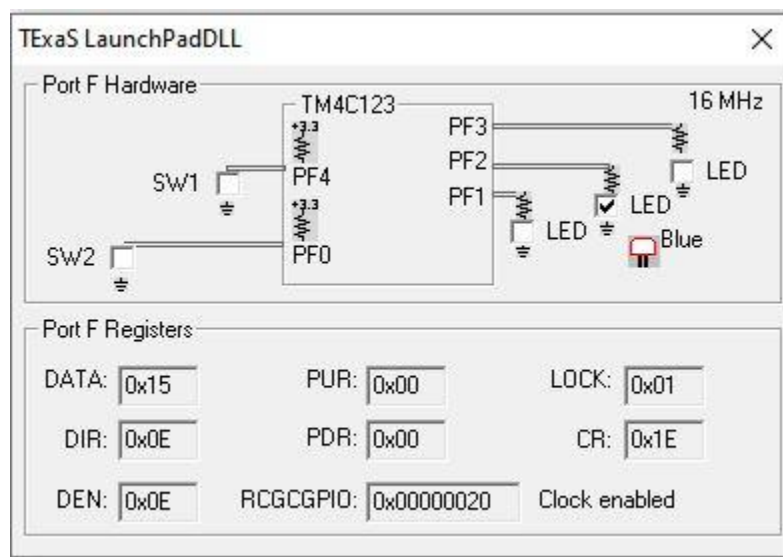 TExaS LaunchPadDLL
Port F Hardware
TM4C123
16 MHz
+3.3
PF3
PF2
LED
SW1
PF4
PF1
LED
+3.3
LED
Blue
SW2
PF0
Port F Registers
DATA: 0x15 PUR: 0x00 LOCK: 0x01
DIR: 0x0E PDR: 0x00 CR: 0x1E
DEN: 0x0E RCGCGPIO: 0x00000020 Clock enabled